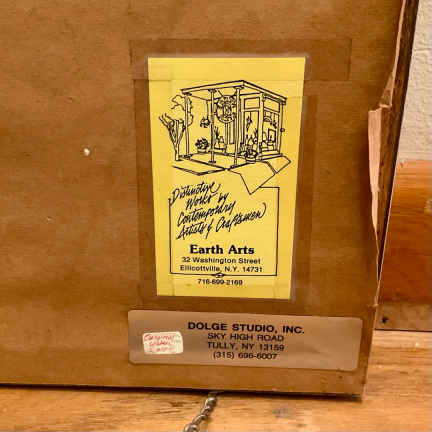 Distinctive
Works by
Contemporary
Artists & Craftsmen
Earth Arts
32 Washington Street
Ellicottville, N.Y. 14731
716-699-2169
DOLGE STUDIO, INC.
SKY HIGH ROAD
TULLY, NY 13159
(315) 696-6007
Original